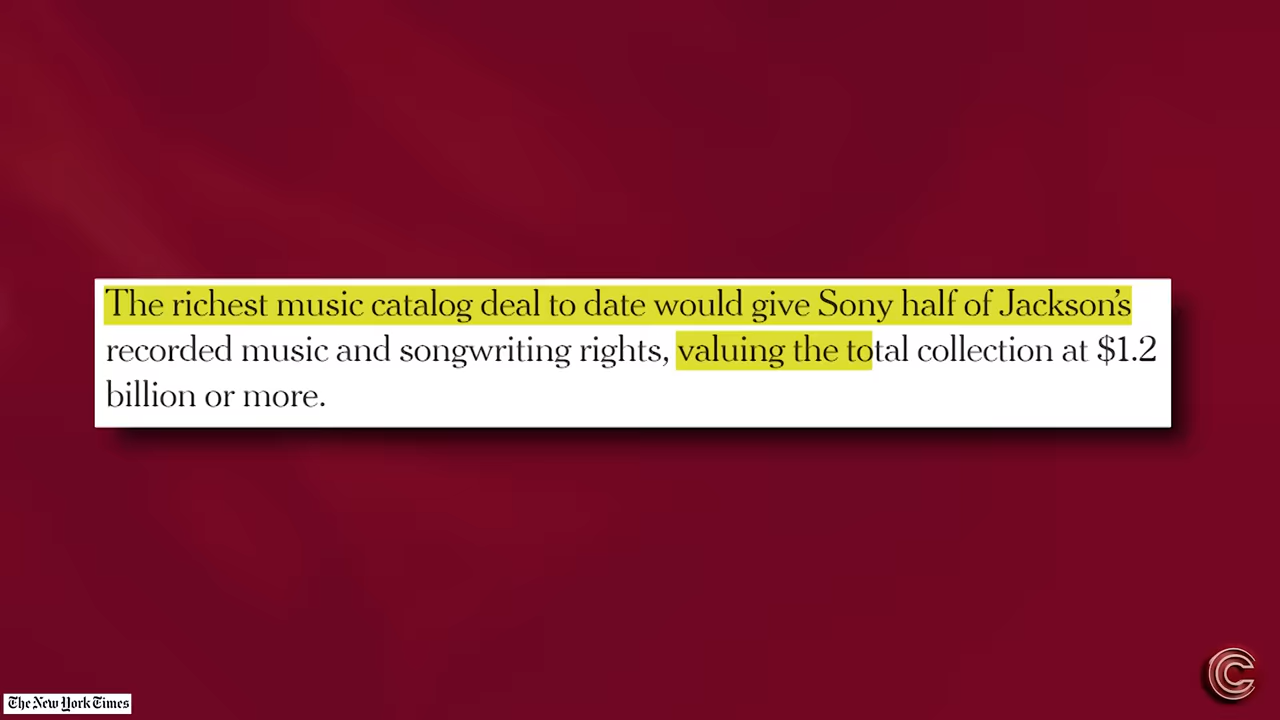 The richest music catalog deal to date would give Sony half of Jackson’s
recorded music and songwriting rights, valuing the total collection at $1.2
billion or more.
The New York Times